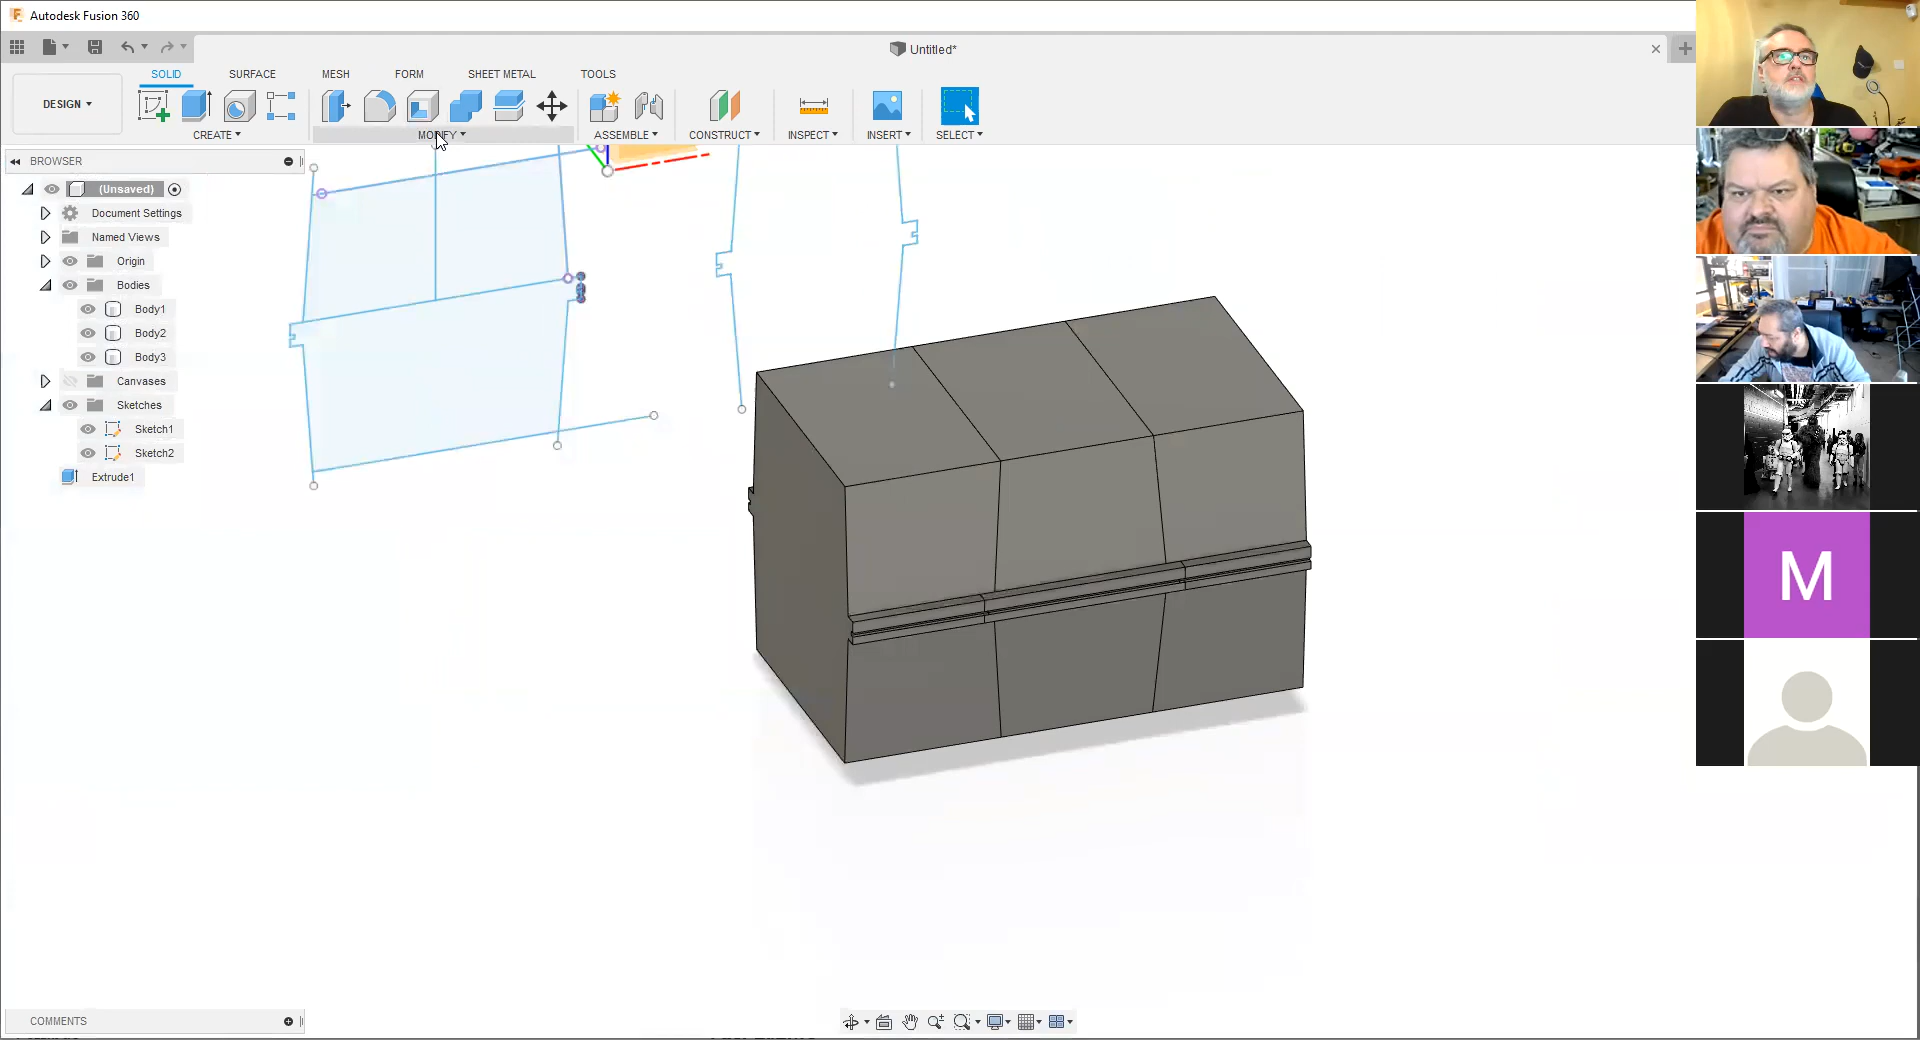 Autodesk Fusion 360
Untitled*
SOLID SURFACE MESH FORM SHEET METAL TOOLS
DESIGN
CREATE MODIFY ASSEMBLE CONSTRUCT INSPECT INSERT SELECT
BROWSER
(Unsaved)
Document Settings
Named Views
Origin
Bodies
Body1
Body2
Body3
Canvases
Sketches
Sketch1
Sketch2
Extrude1
M
COMMENTS